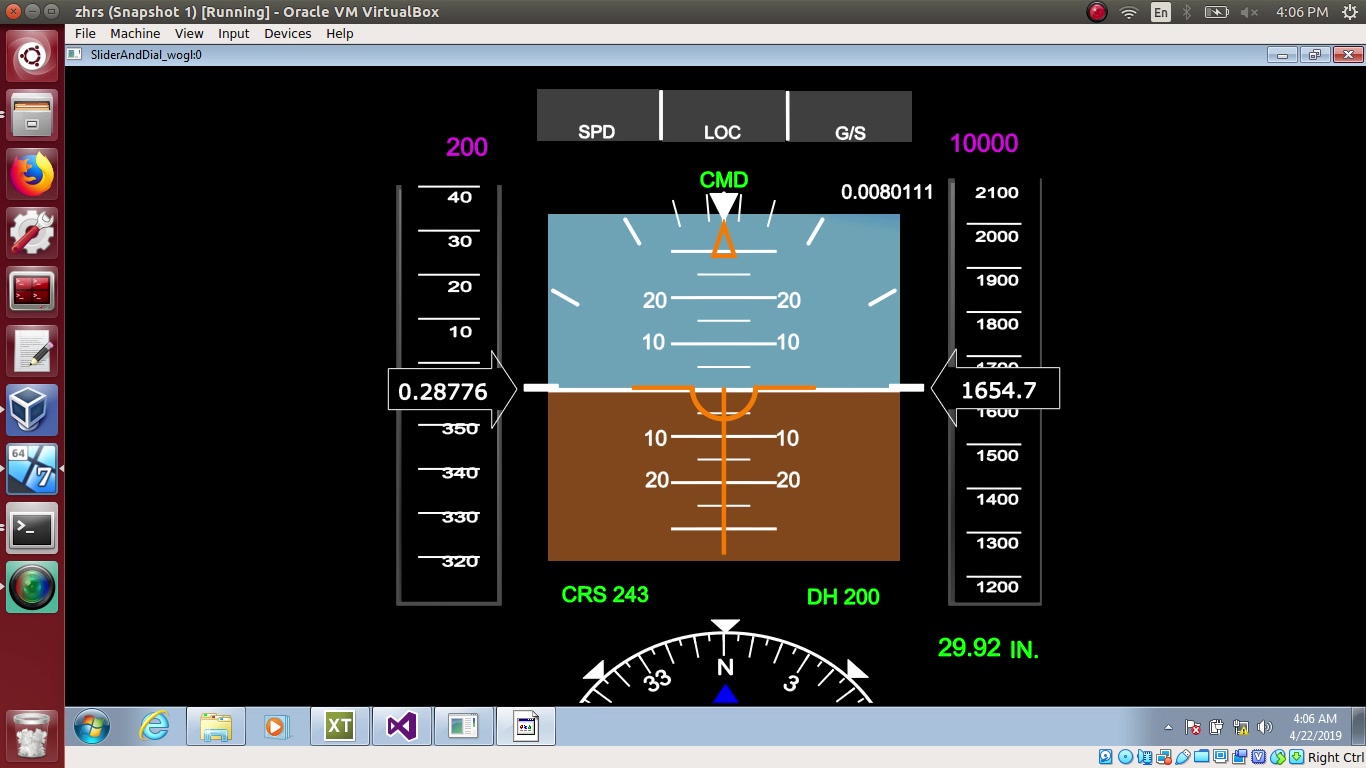 zhrs (Snapshot 1) [Running] - Oracle VM VirtualBox
En
4:06 PM
File Machine View Input Devices Help
SliderAndDial_wogl:0
SPD LOC G/S
200
10000
CMD
0.0080111
40
30
20
10
0.28776
350
340
330
320
20 20
10 10
10 10
20 20
2100
2000
1900
1800
1700
1654.7
1600
1500
1400
1300
1200
CRS 243
DH 200
29.92 IN.
33 N 3
64
7
XT
4:06 AM
4/22/2019
Right Ctrl